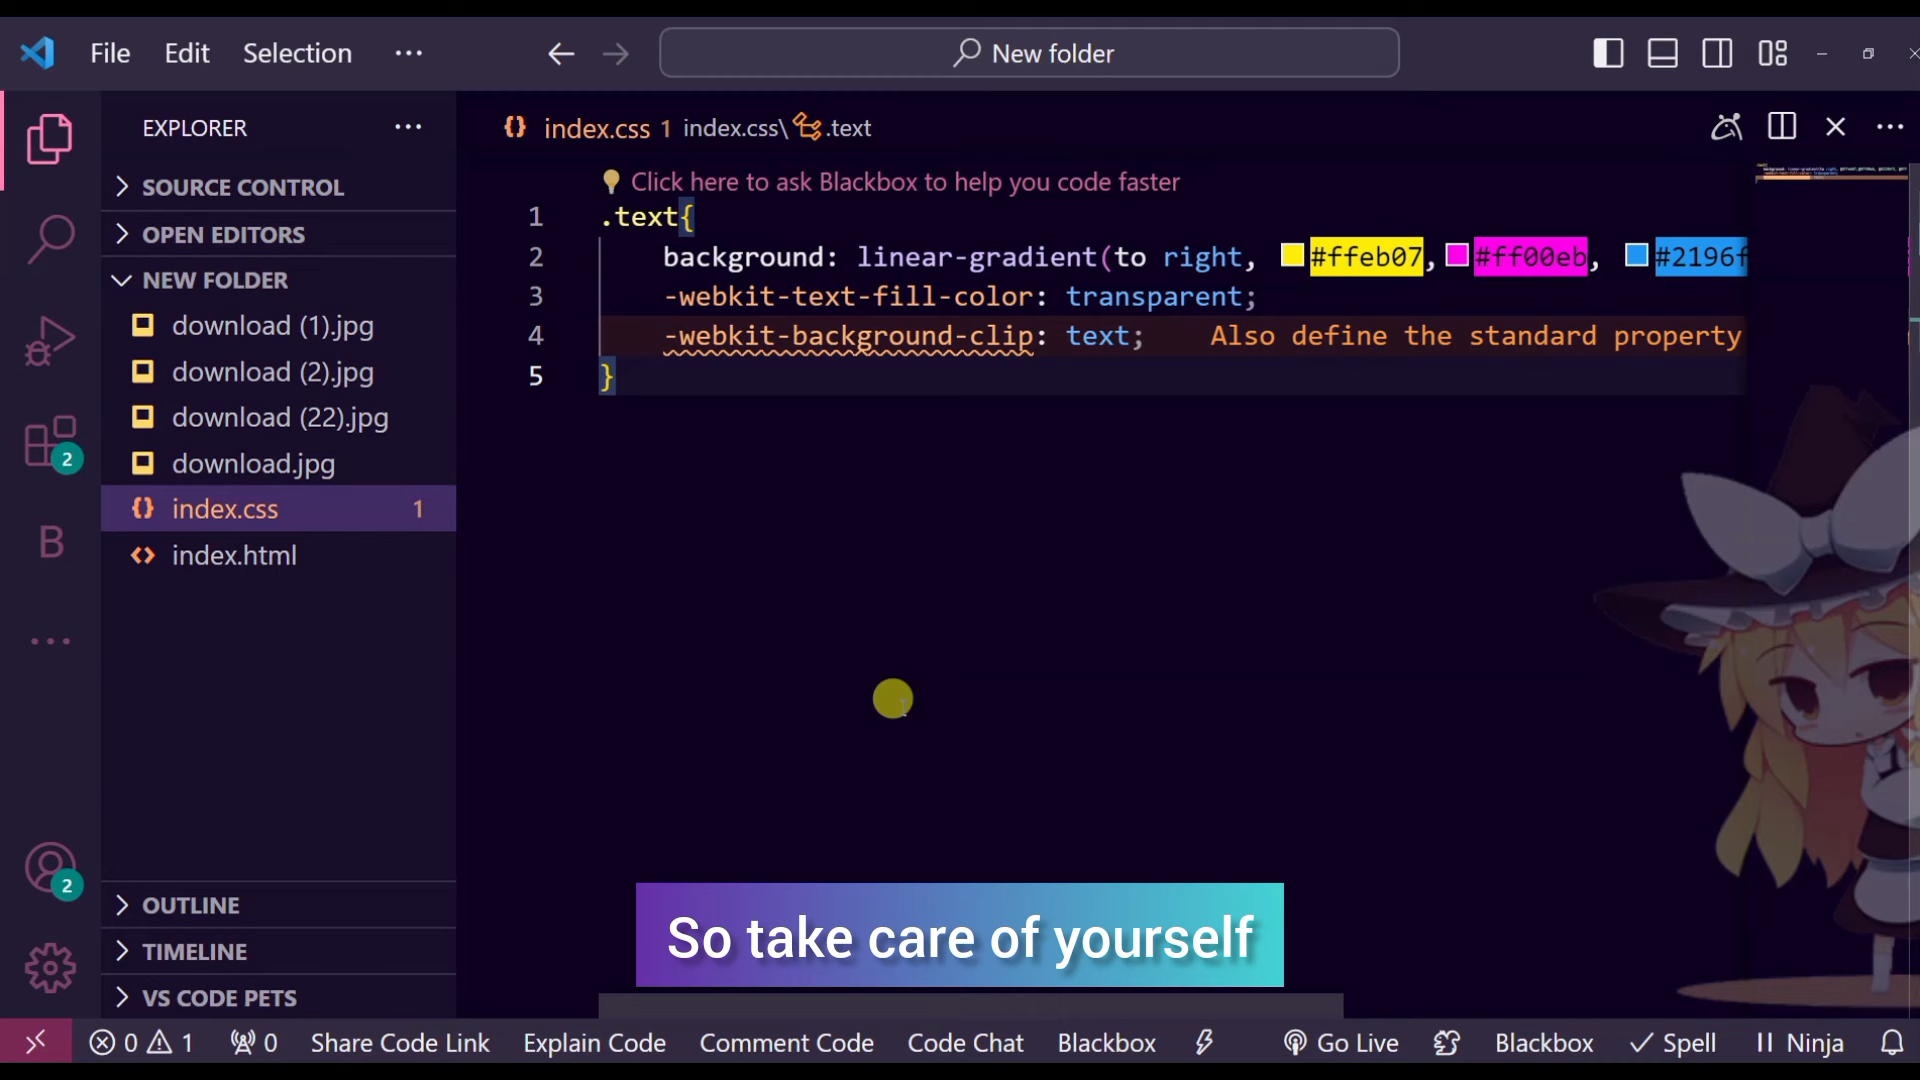 File Edit Selection ···
New folder
EXPLORER ···
SOURCE CONTROL
OPEN EDITORS
NEW FOLDER
download (1).jpg
download (2).jpg
download (22).jpg
download.jpg
index.css 1
index.html
OUTLINE
TIMELINE
VS CODE PETS
2
B
2
index.css 1 index.css\ .text
Click here to ask Blackbox to help you code faster
1 .text{
2 background: linear-gradient(to right, #ffeb07, #ff00eb, #2196f
3 -webkit-text-fill-color: transparent;
4 -webkit-background-clip: text; Also define the standard property
5 }
So take care of yourself
0 1 0 Share Code Link Explain Code Comment Code Code Chat Blackbox Go Live Blackbox Spell Ninja